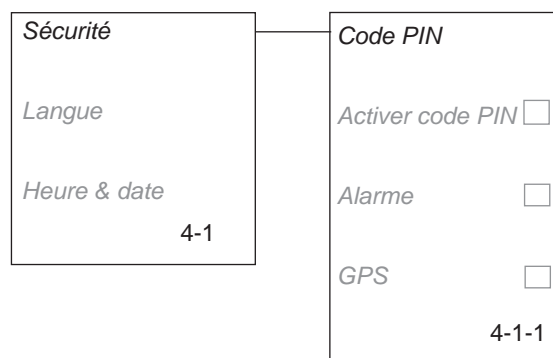 Sécurité
Langue
Heure & date
4-1
Code PIN
Activer code PIN
Alarme
GPS
4-1-1